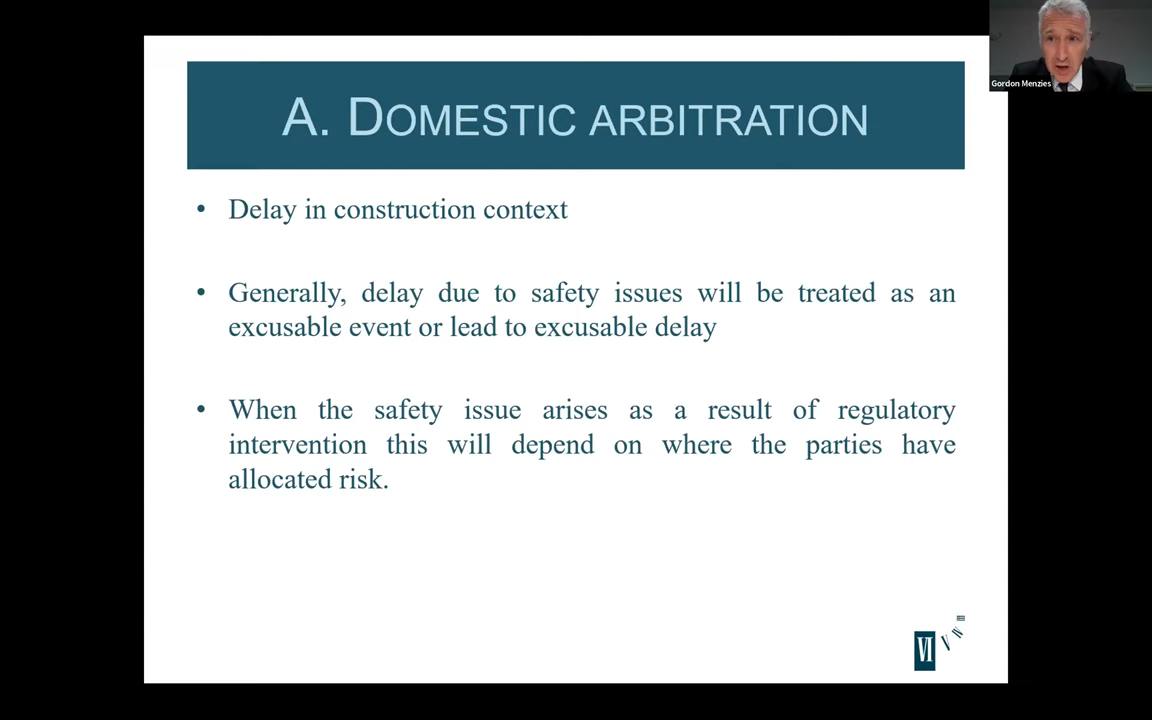 A. DOMESTIC ARBITRATION
Gordon Menzies
• Delay in construction context
• Generally, delay due to safety issues will be treated as an
excusable event or lead to excusable delay
• When the safety issue arises as a result of regulatory
intervention this will depend on where the parties have
allocated risk.
VI